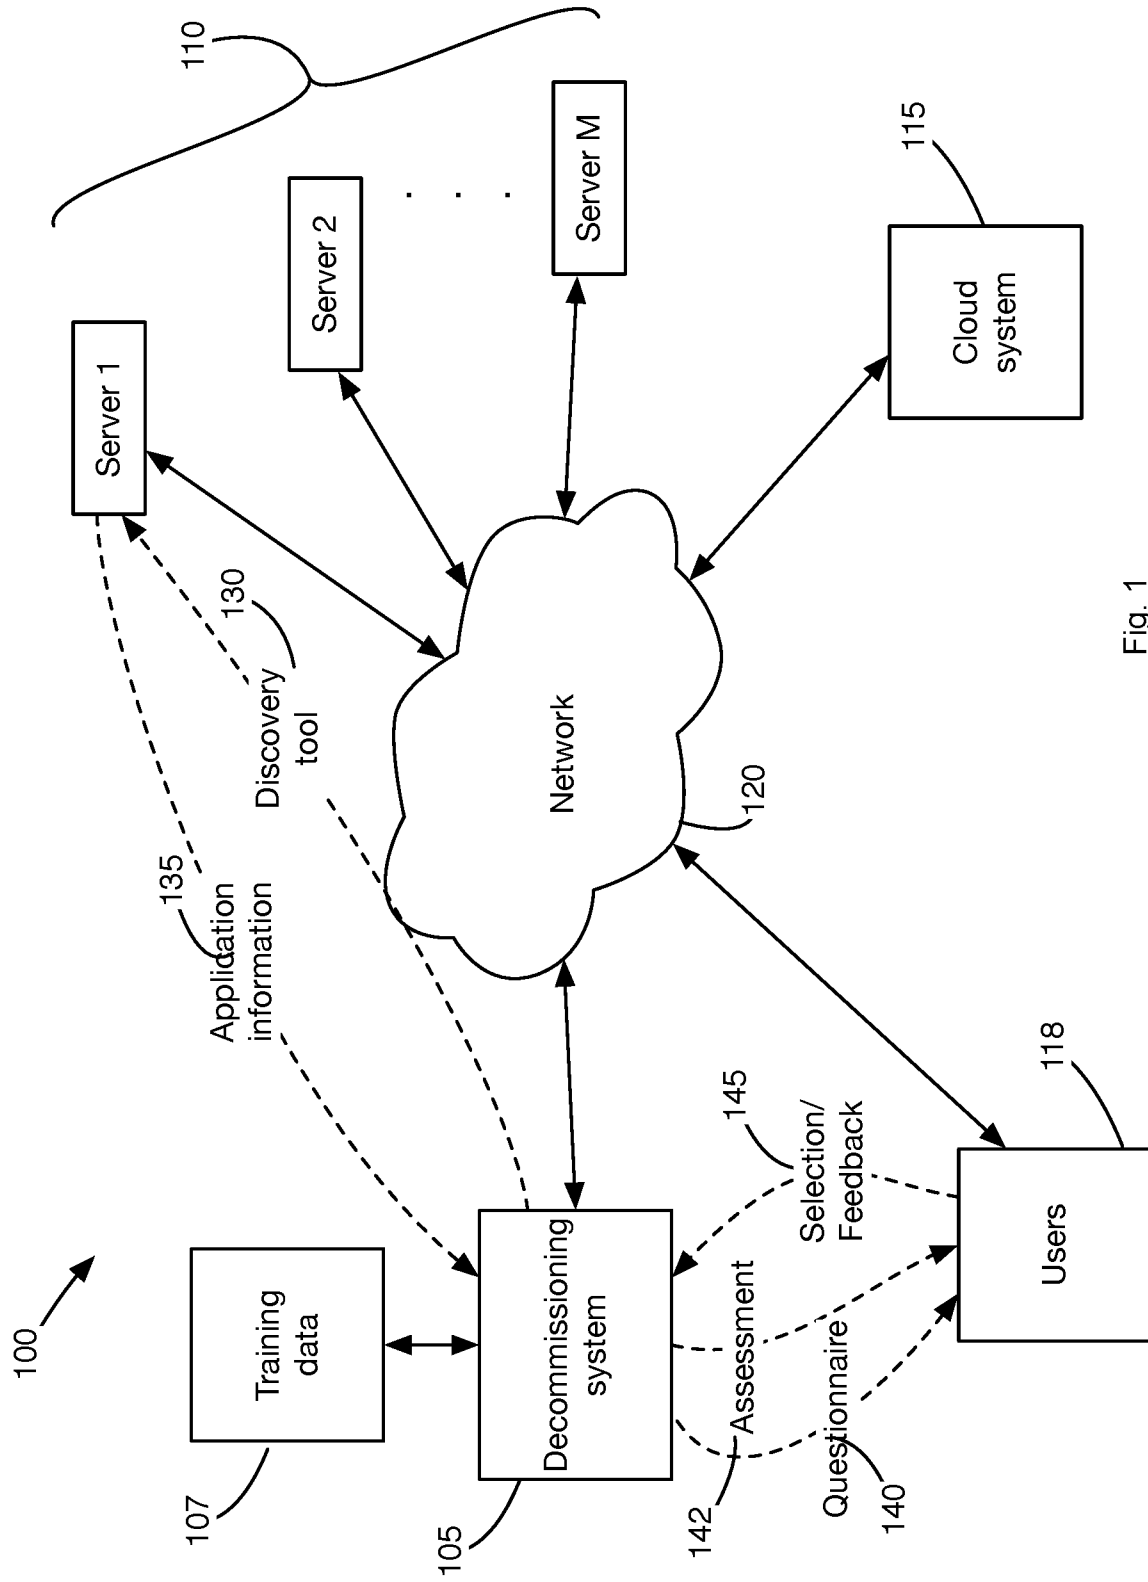 100
107
Training
data
105
Decommissioning
system
142
Assessment
140
Questionnaire
145
Selection/
Feedback
118
Users
135
Application
information
130
Discovery
tool
Network
120
110
Server 1
Server 2
. . .
Server M
115
Cloud
system
Fig. 1